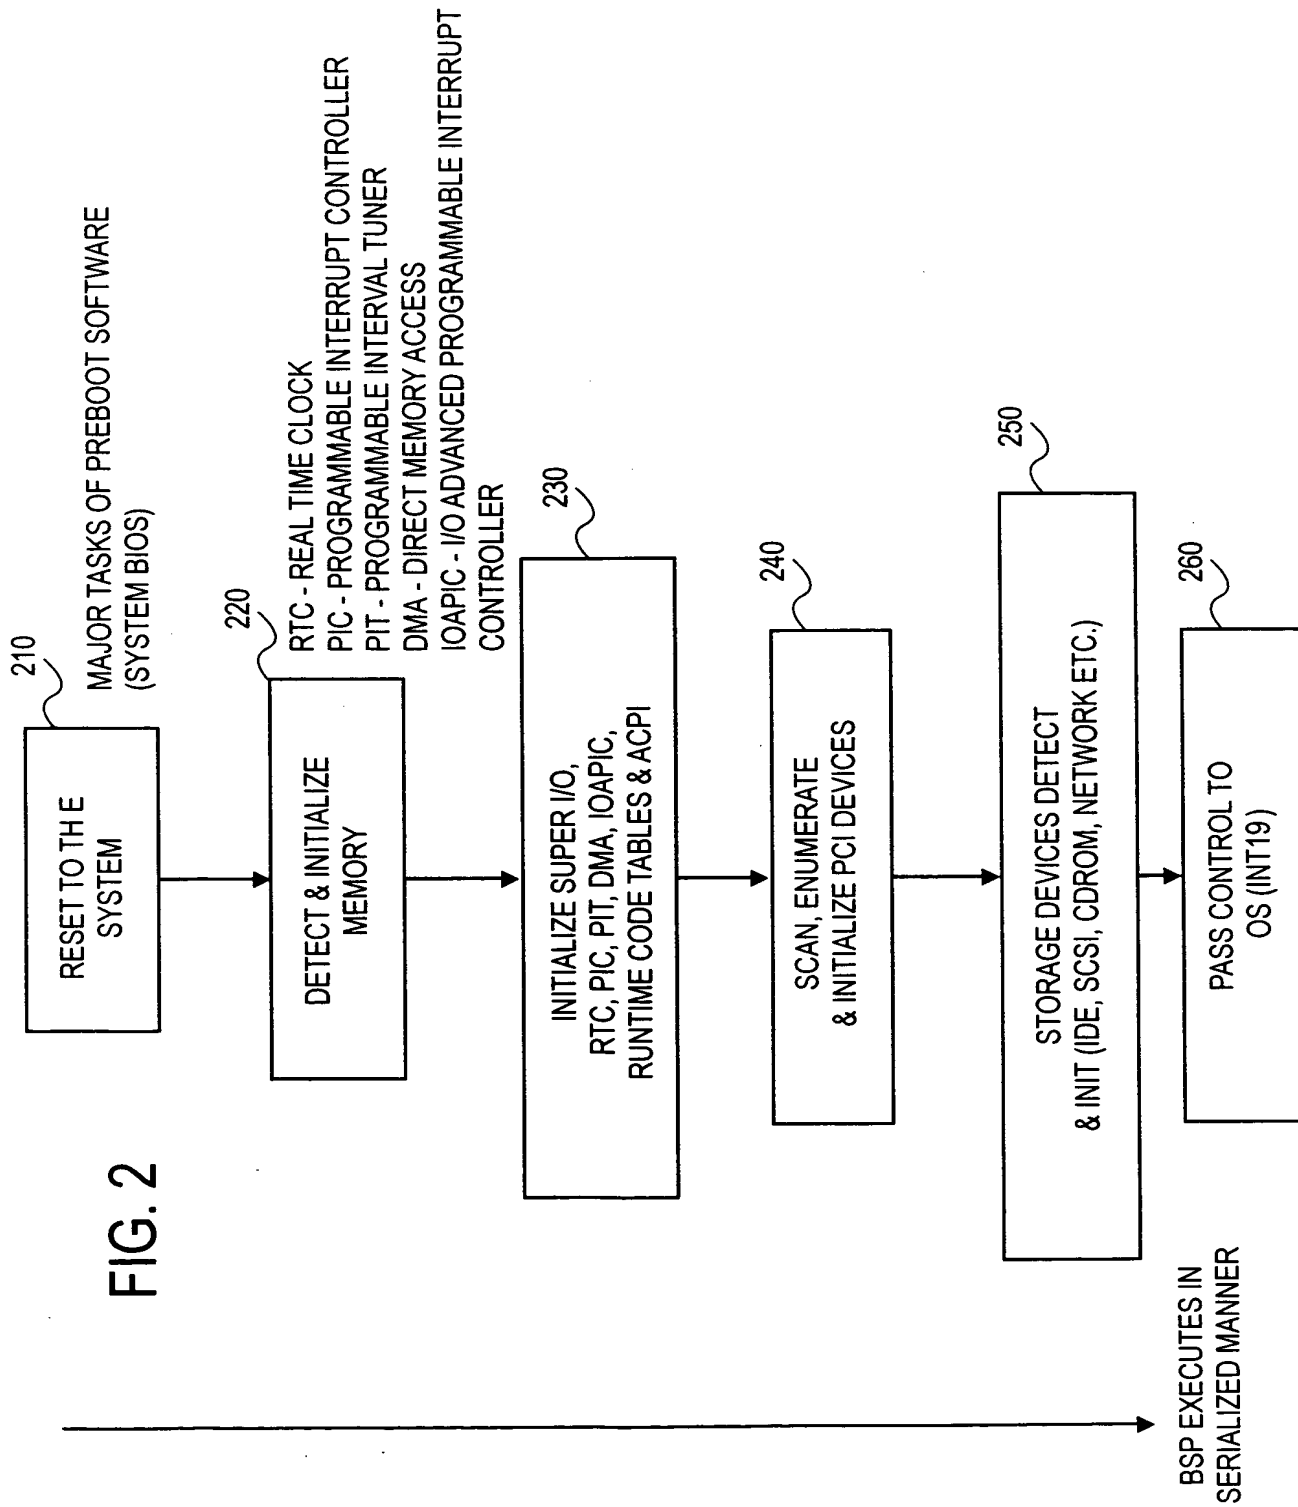 210
MAJOR TASKS OF PREBOOT SOFTWARE
(SYSTEM BIOS)
RESET TO THE
SYSTEM
220
DETECT & INITIALIZE
MEMORY
RTC - REAL TIME CLOCK
PIC - PROGRAMMABLE INTERRUPT CONTROLLER
PIT - PROGRAMMABLE INTERVAL TUNER
DMA - DIRECT MEMORY ACCESS
IOAPIC - I/O ADVANCED PROGRAMMABLE INTERRUPT
CONTROLLER
230
INITIALIZE SUPER I/O,
RTC, PIC, PIT, DMA, IOAPIC,
RUNTIME CODE TABLES & ACPI
240
SCAN, ENUMERATE
& INITIALIZE PCI DEVICES
250
STORAGE DEVICES DETECT
& INIT (IDE, SCSI, CDROM, NETWORK ETC.)
260
PASS CONTROL TO
OS (INT19)
FIG. 2
BSP EXECUTES IN
SERIALIZED MANNER